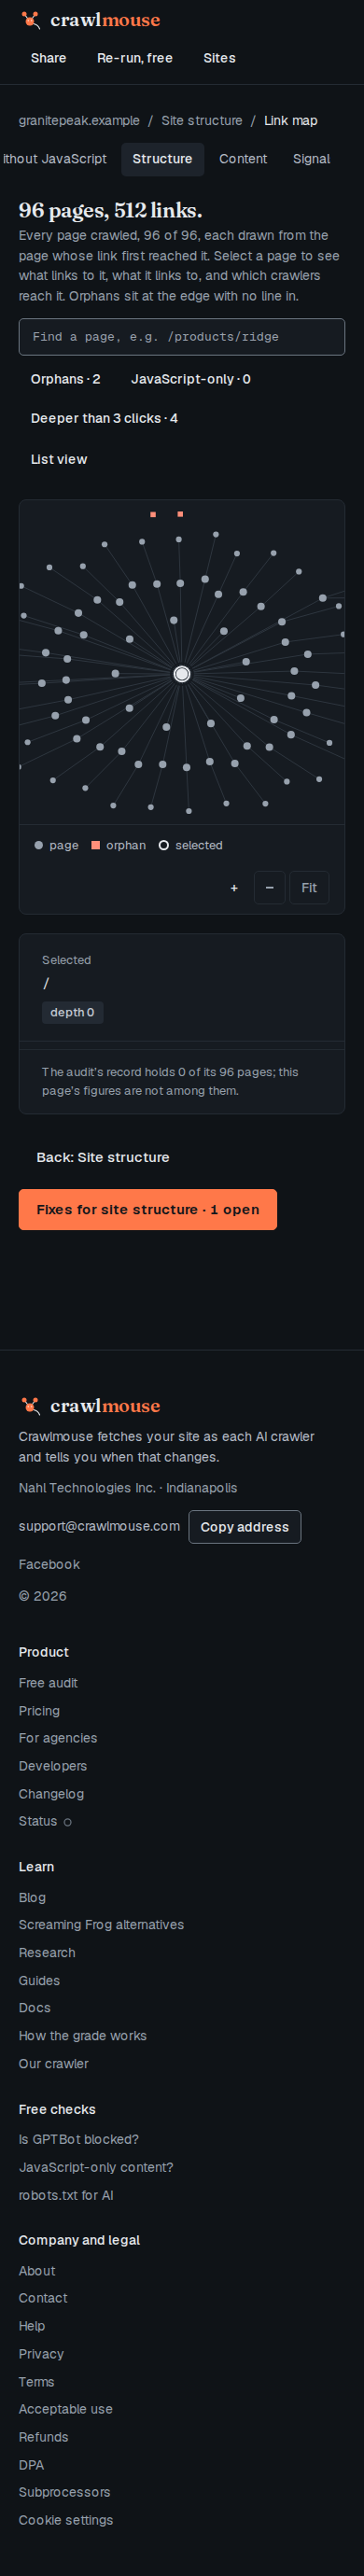 crawlmouse
Share Re-run, free Sites
granitepeak.example / Site structure / Link map
ithout JavaScript Structure Content Signal
96 pages, 512 links.
Every page crawled, 96 of 96, each drawn from the
page whose link first reached it. Select a page to see
what links to it, what it links to, and which crawlers
reach it. Orphans sit at the edge with no line in.
Find a page, e.g. /products/ridge
Orphans · 2 JavaScript-only · 0
Deeper than 3 clicks · 4
List view
page orphan selected
+ − Fit
Selected
/
depth 0
The audit's record holds 0 of its 96 pages; this
page's figures are not among them.
Back: Site structure
Fixes for site structure · 1 open
crawlmouse
Crawlmouse fetches your site as each AI crawler
and tells you when that changes.
Nahl Technologies Inc. · Indianapolis
support@crawlmouse.com Copy address
Facebook
© 2026
Product
Free audit
Pricing
For agencies
Developers
Changelog
Status
Learn
Blog
Screaming Frog alternatives
Research
Guides
Docs
How the grade works
Our crawler
Free checks
Is GPTBot blocked?
JavaScript-only content?
robots.txt for AI
Company and legal
About
Contact
Help
Privacy
Terms
Acceptable use
Refunds
DPA
Subprocessors
Cookie settings